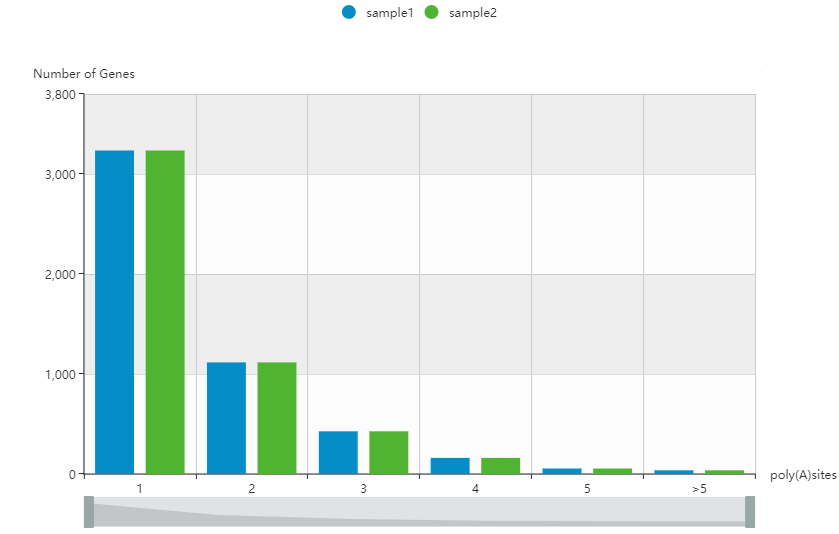 sample1 sample2
Number of Genes
3,800
3,000
2,000
1,000
0
1 2 3 4 5 >5
poly(A)sites